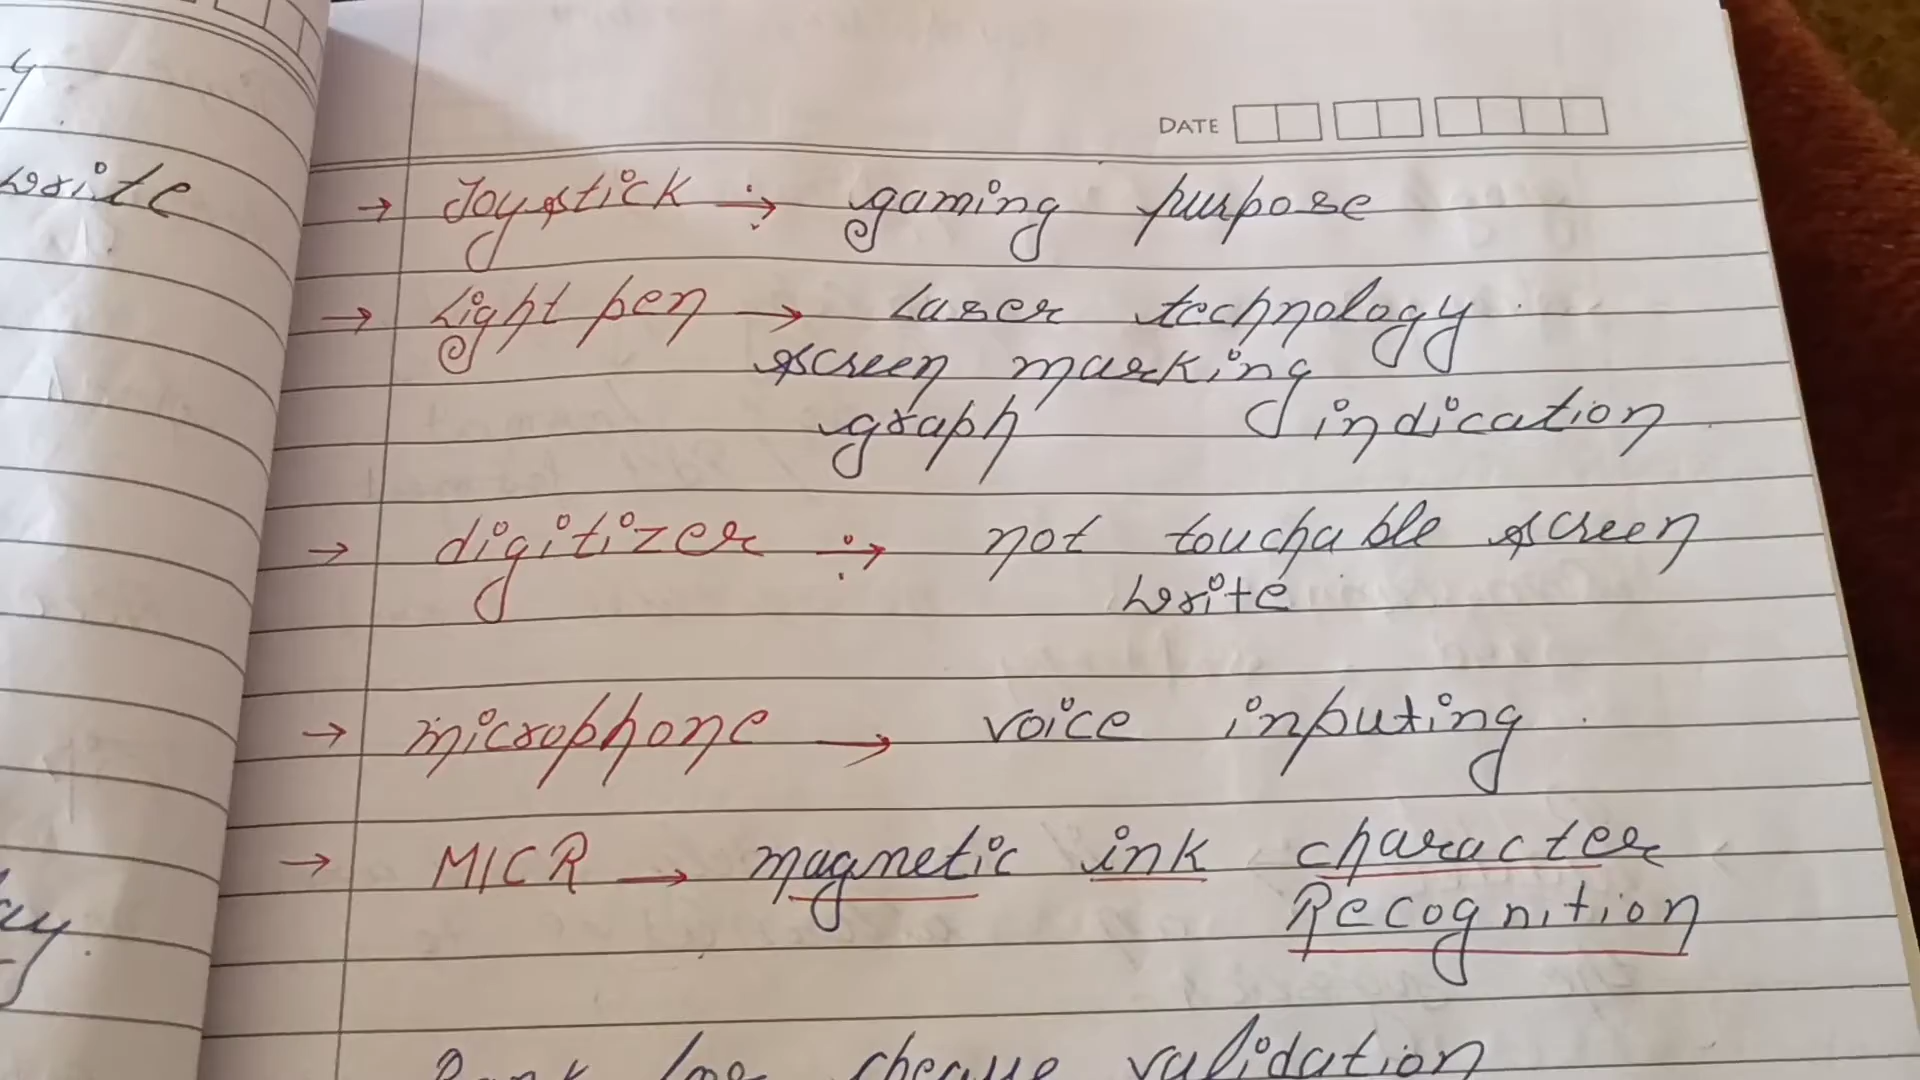 write
DATE
→ Joystick → gaming purpose
→ Light pen → Laser technology
screen marking
graph indication
→ digitizer → not touchable screen
write
→ microphone → voice inputing
→ MICR → magnetic ink character
Recognition
cheque validation